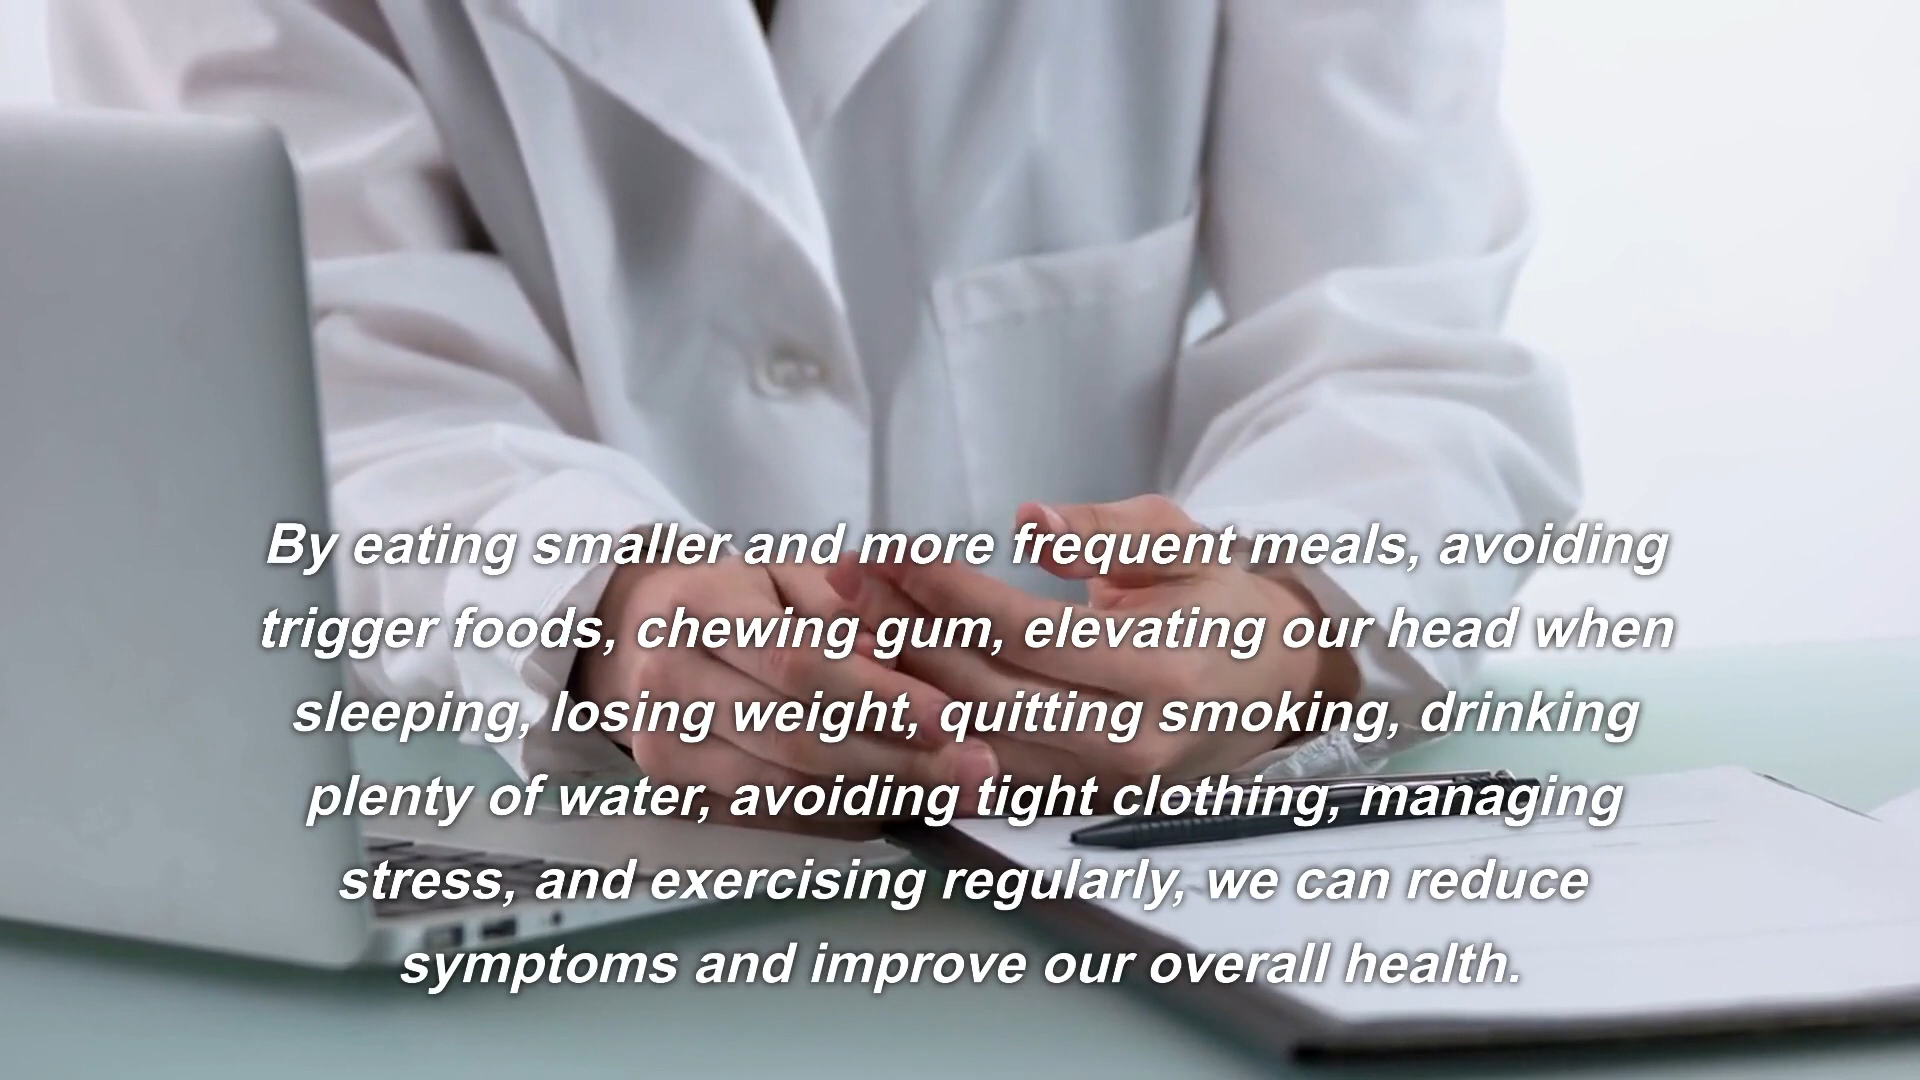 By eating smaller and more frequent meals, avoiding
trigger foods, chewing gum, elevating our head when
sleeping, losing weight, quitting smoking, drinking
plenty of water, avoiding tight clothing, managing
stress, and exercising regularly, we can reduce
symptoms and improve our overall health.